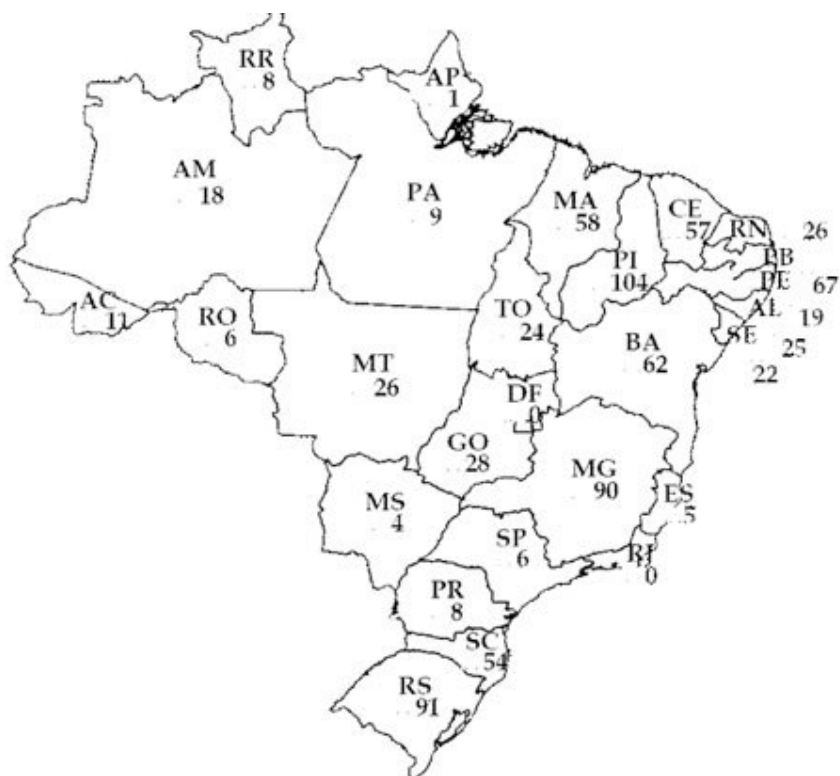 RR
8
AP
1
AM
18
PA
9
MA
58
CE
57
RN
26
PB
67
PI
104
PE
19
AL
25
SE
22
AC
11
RO
6
TO
24
BA
62
MT
26
DF
0
GO
28
MG
90
ES
5
MS
4
SP
6
RJ
0
PR
8
SC
54
RS
91